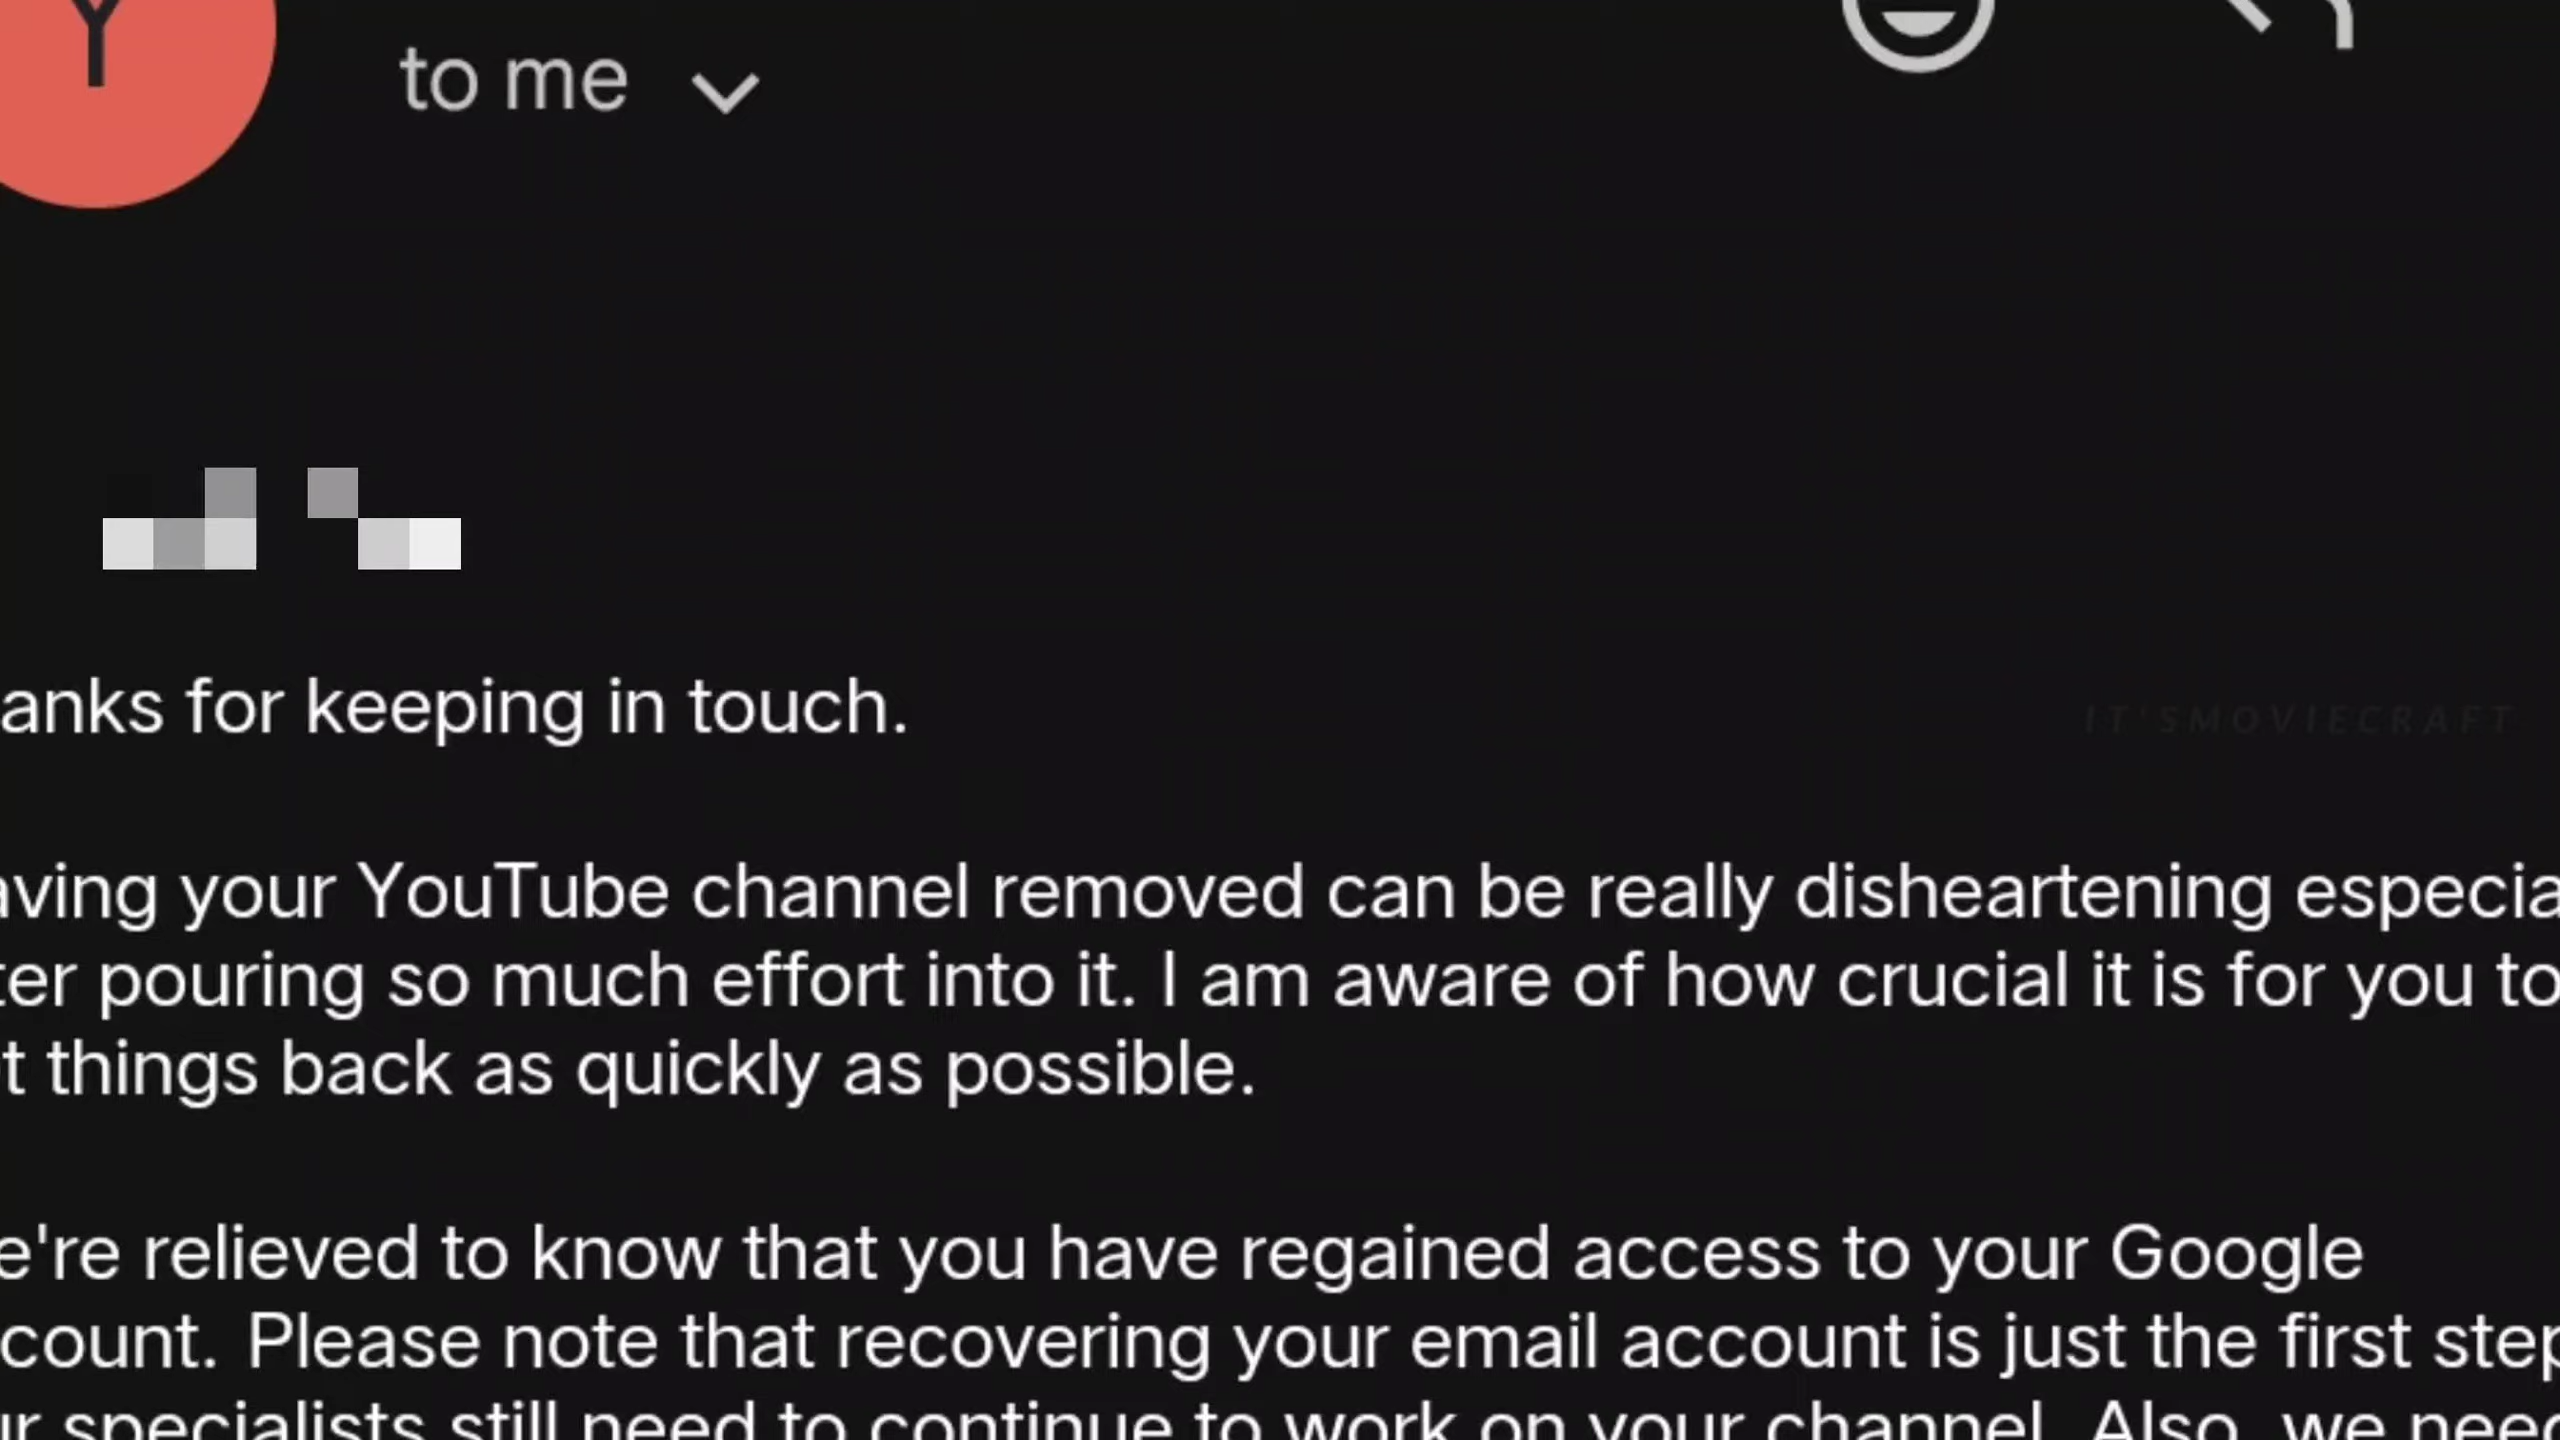 Y
to me
anks for keeping in touch.
IT'SMOVIECRAFT
aving your YouTube channel removed can be really disheartening especia
ter pouring so much effort into it. I am aware of how crucial it is for you to
t things back as quickly as possible.
e're relieved to know that you have regained access to your Google
count. Please note that recovering your email account is just the first step
ur specialists still need to continue to work on your channel. Also, we need